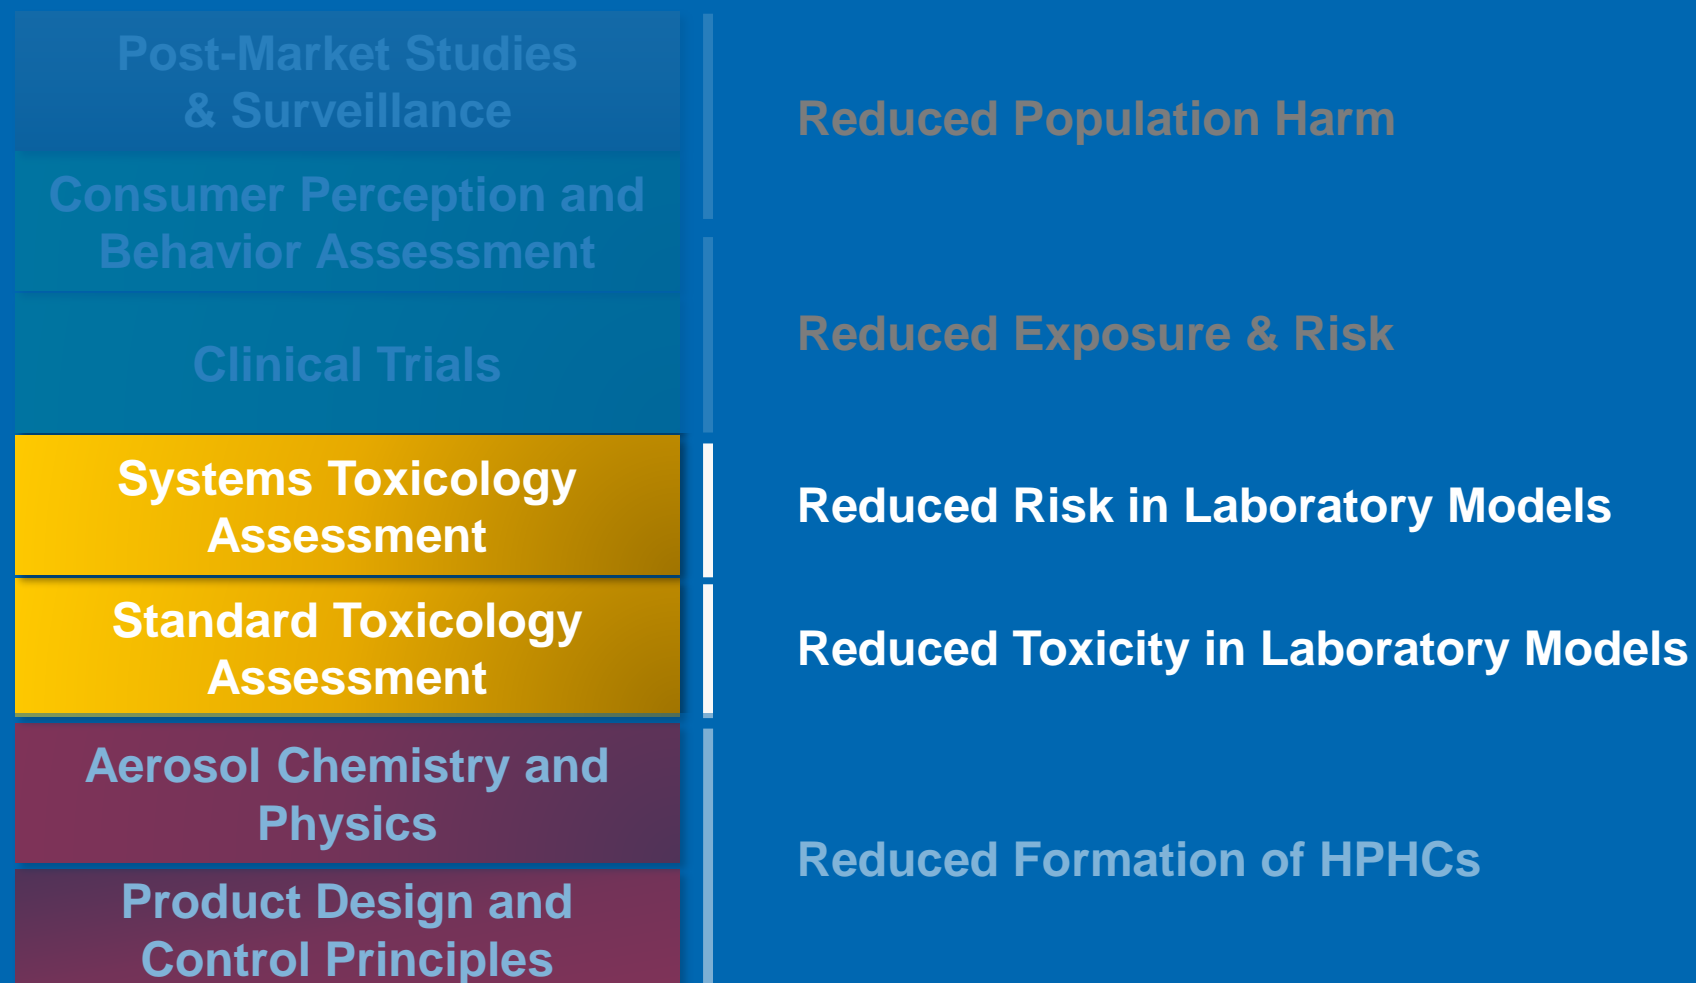 Post-Market Studies
& Surveillance
Reduced Population Harm
Consumer Perception and
Behavior Assessment
Clinical Trials
Reduced Exposure & Risk
Systems Toxicology
Assessment
Reduced Risk in Laboratory Models
Standard Toxicology
Assessment
Reduced Toxicity in Laboratory Models
Aerosol Chemistry and
Physics
Reduced Formation of HPHCs
Product Design and
Control Principles